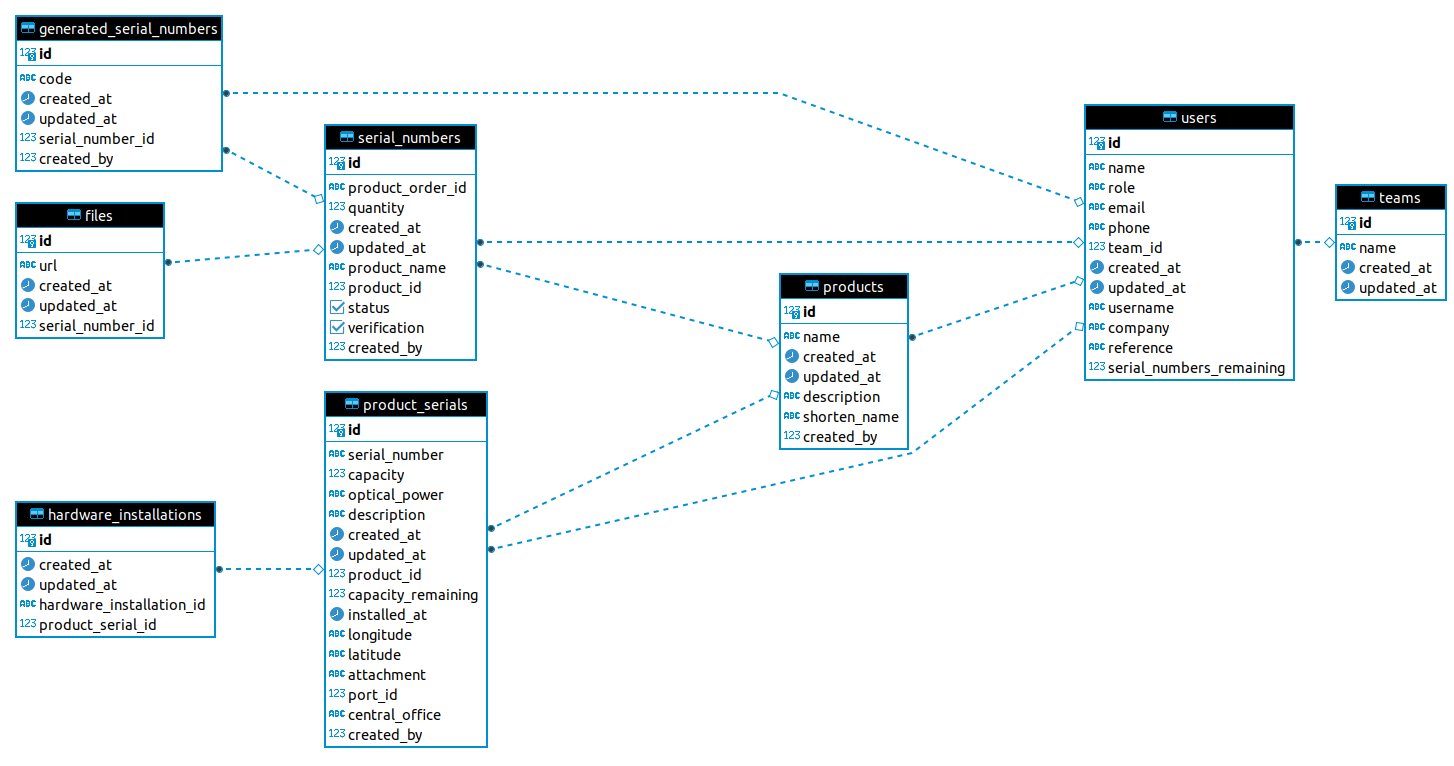 generated_serial_numbers
123 id
ABC code
created_at
updated_at
123 serial_number_id
123 created_by
files
123 id
ABC url
created_at
updated_at
123 serial_number_id
serial_numbers
123 id
ABC product_order_id
123 quantity
created_at
updated_at
ABC product_name
123 product_id
status
verification
123 created_by
product_serials
123 id
ABC serial_number
123 capacity
ABC optical_power
ABC description
created_at
updated_at
123 product_id
123 capacity_remaining
installed_at
ABC longitude
ABC latitude
ABC attachment
123 port_id
ABC central_office
123 created_by
hardware_installations
123 id
created_at
updated_at
ABC hardware_installation_id
123 product_serial_id
products
123 id
ABC name
created_at
updated_at
ABC description
ABC shorten_name
123 created_by
users
123 id
ABC name
ABC role
ABC email
ABC phone
123 team_id
created_at
updated_at
ABC username
ABC company
ABC reference
123 serial_numbers_remaining
teams
123 id
ABC name
created_at
updated_at